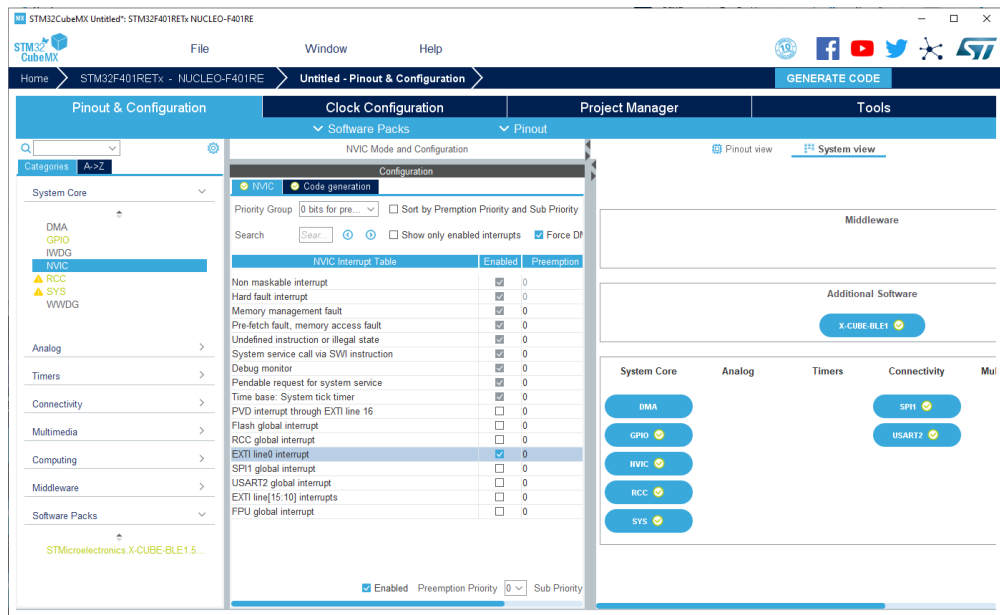 STM32CubeMX Untitled*: STM32F401RETx NUCLEO-F401RE
STM32 CubeMX
File Window Help
10
Home STM32F401RETx - NUCLEO-F401RE Untitled - Pinout & Configuration GENERATE CODE
Pinout & Configuration Clock Configuration Project Manager Tools
Software Packs Pinout
Categories A->Z
System Core
DMA
GPIO
IWDG
NVIC
RCC
SYS
WWDG
Analog
Timers
Connectivity
Multimedia
Computing
Middleware
Software Packs
STMicroelectronics.X-CUBE-BLE1.5...
NVIC Mode and Configuration
Configuration
NVIC Code generation
Priority Group 0 bits for pre... Sort by Premption Priority and Sub Priority
Search Sear... Show only enabled interrupts Force DM
NVIC Interrupt Table Enabled Preemption
Non maskable interrupt 0
Hard fault interrupt 0
Memory management fault 0
Pre-fetch fault, memory access fault 0
Undefined instruction or illegal state 0
System service call via SWI instruction 0
Debug monitor 0
Pendable request for system service 0
Time base: System tick timer 0
PVD interrupt through EXTI line 16 0
Flash global interrupt 0
RCC global interrupt 0
EXTI line0 interrupt 0
SPI1 global interrupt 0
USART2 global interrupt 0
EXTI line[15:10] interrupts 0
FPU global interrupt 0
Enabled Preemption Priority 0 Sub Priority
Pinout view System view
Middleware
Additional Software
X-CUBE-BLE1
System Core Analog Timers Connectivity Mul
DMA
GPIO
NVIC
RCC
SYS
SPI1
USART2